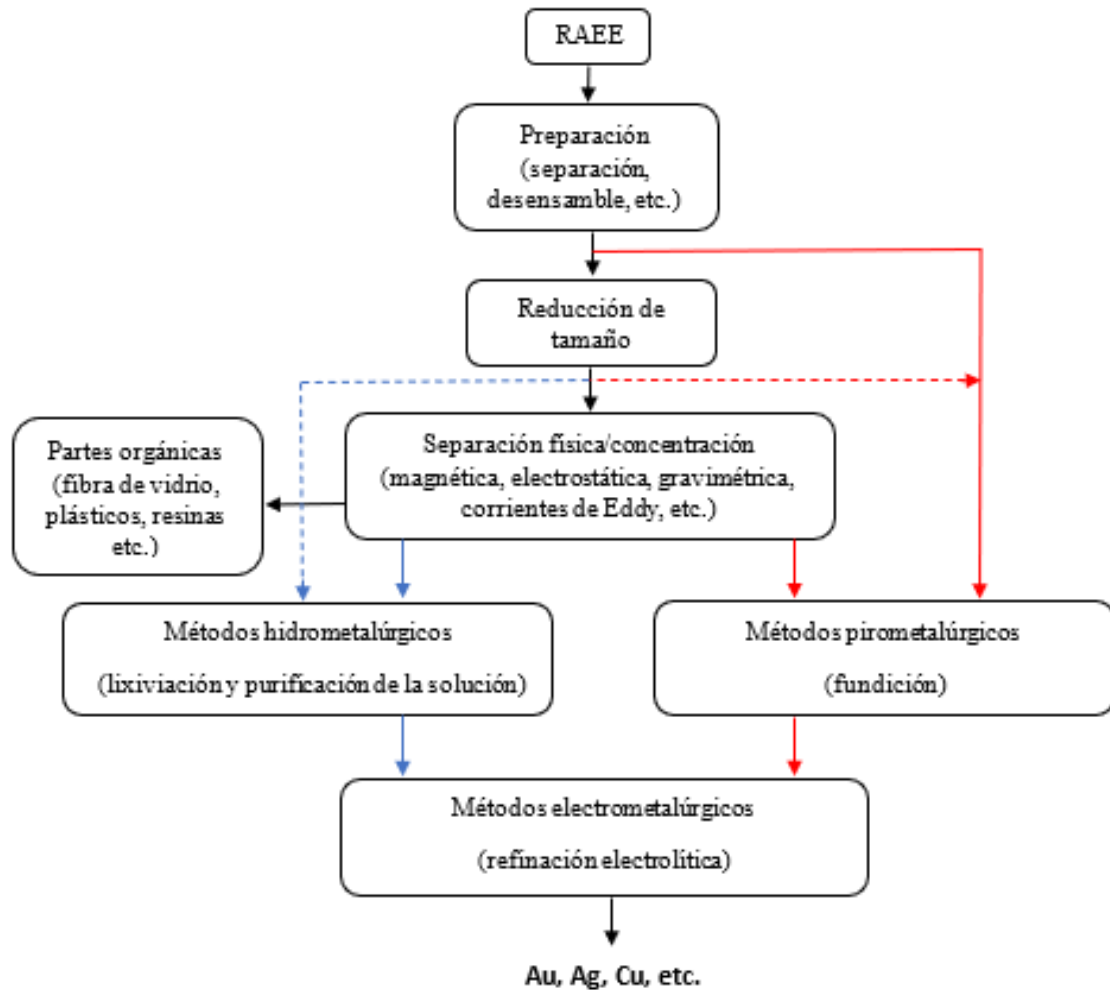 RAEE
Preparación
(separación,
desensamble, etc.)
Reducción de
tamaño
Partes orgánicas
(fibra de vidrio,
plásticos, resinas
etc.)
Separación física/concentración
(magnética, electrostática, gravimétrica,
corrientes de Eddy, etc.)
Métodos hidrometalúrgicos
(lixiviación y purificación de la solución)
Métodos pirometalúrgicos
(fundición)
Métodos electrometalúrgicos
(refinación electrolítica)
Au, Ag, Cu, etc.